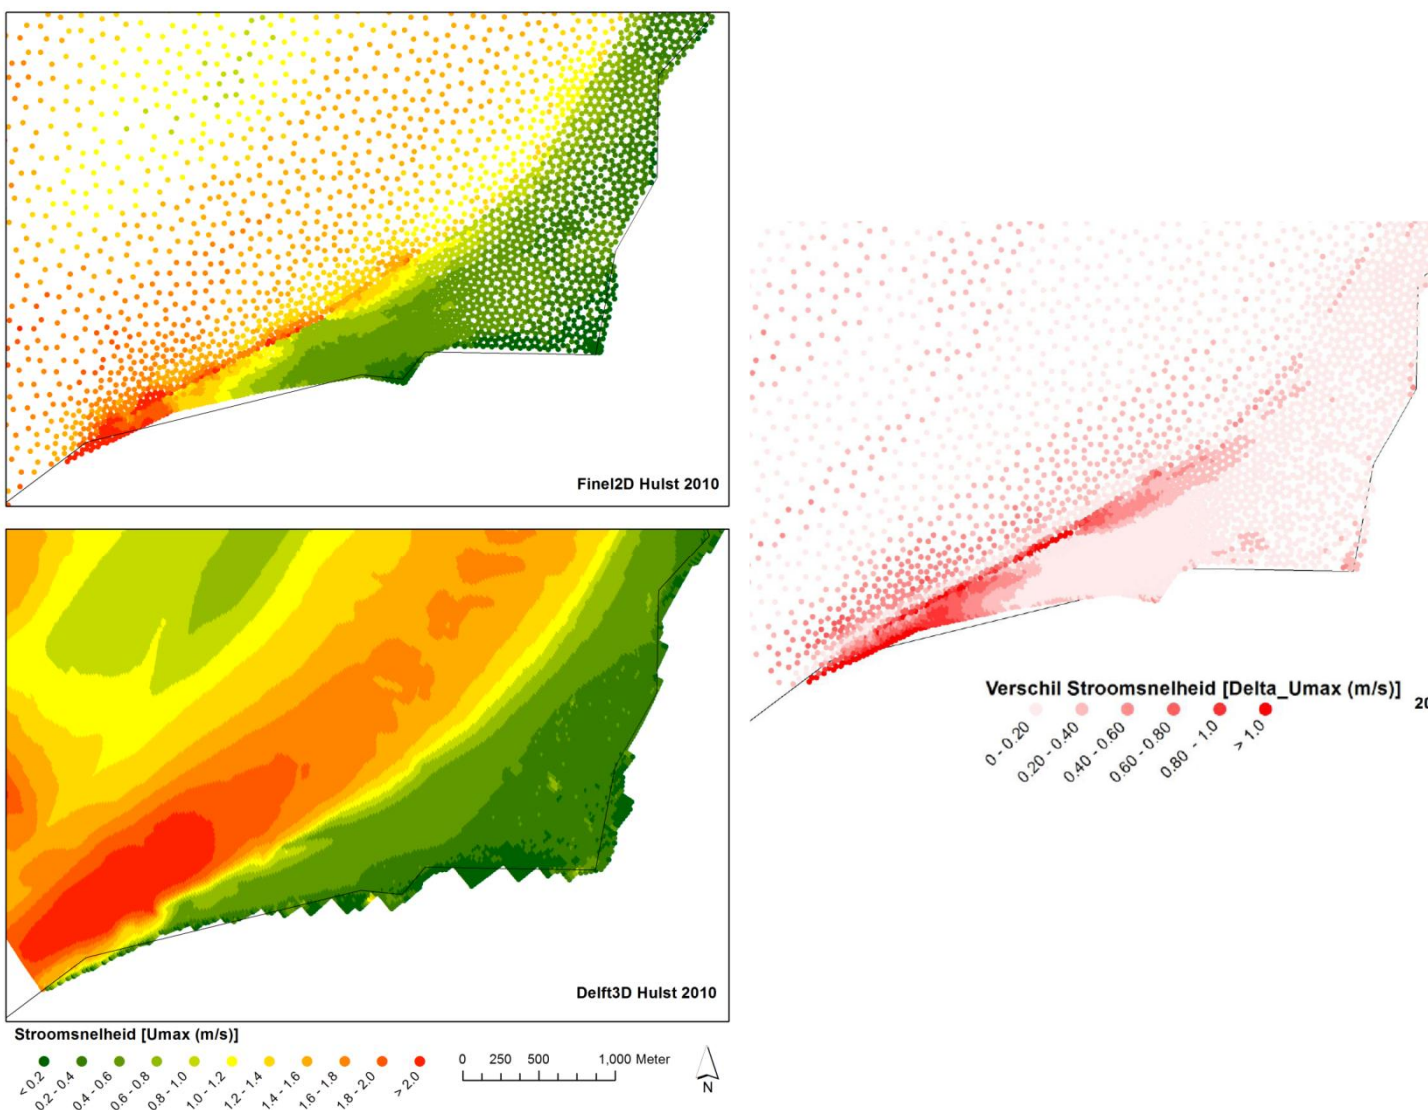 Finel2D Hulst 2010
Delft3D Hulst 2010
Stroomsnelheid [Umax (m/s)]
< 0.2
0.2 - 0.4
0.4 - 0.6
0.6 - 0.8
0.8 - 1.0
1.0 - 1.2
1.2 - 1.4
1.4 - 1.6
1.6 - 1.8
1.8 - 2.0
> 2.0
0 250 500 1,000 Meter
N
Verschil Stroomsnelheid [Delta_Umax (m/s)]
0 - 0.20
0.20 - 0.40
0.40 - 0.60
0.60 - 0.80
0.80 - 1.0
> 1.0